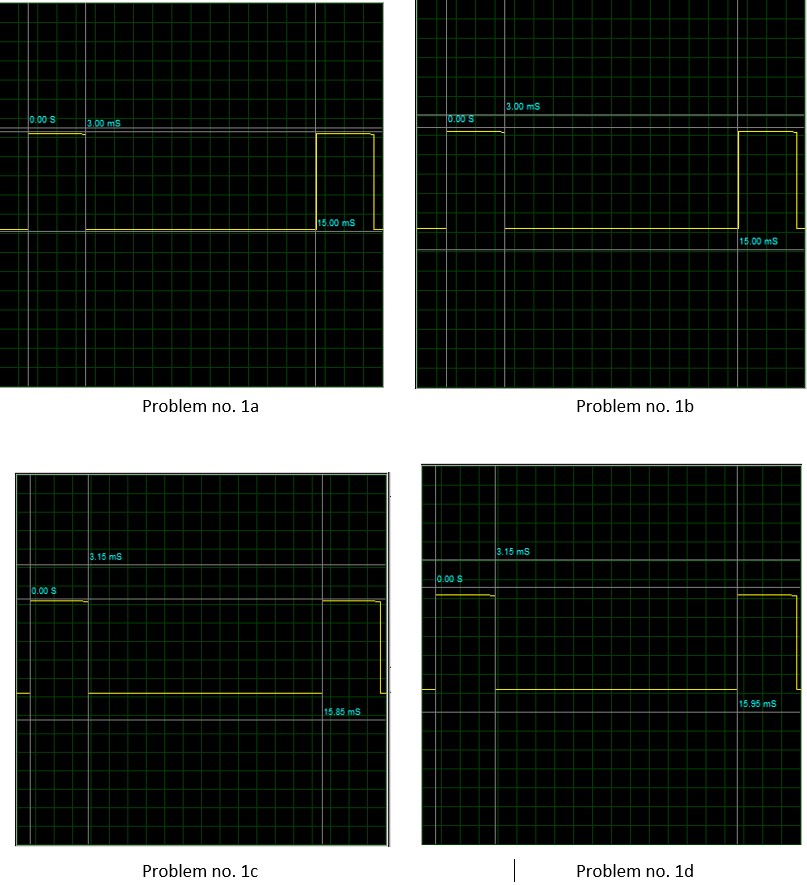 0.00 S
3.00 mS
15.00 mS
Problem no. 1a
3.00 mS
0.00 S
15.00 mS
Problem no. 1b
3.15 mS
0.00 S
15.85 mS
Problem no. 1c
3.15 mS
0.00 S
15.95 mS
Problem no. 1d